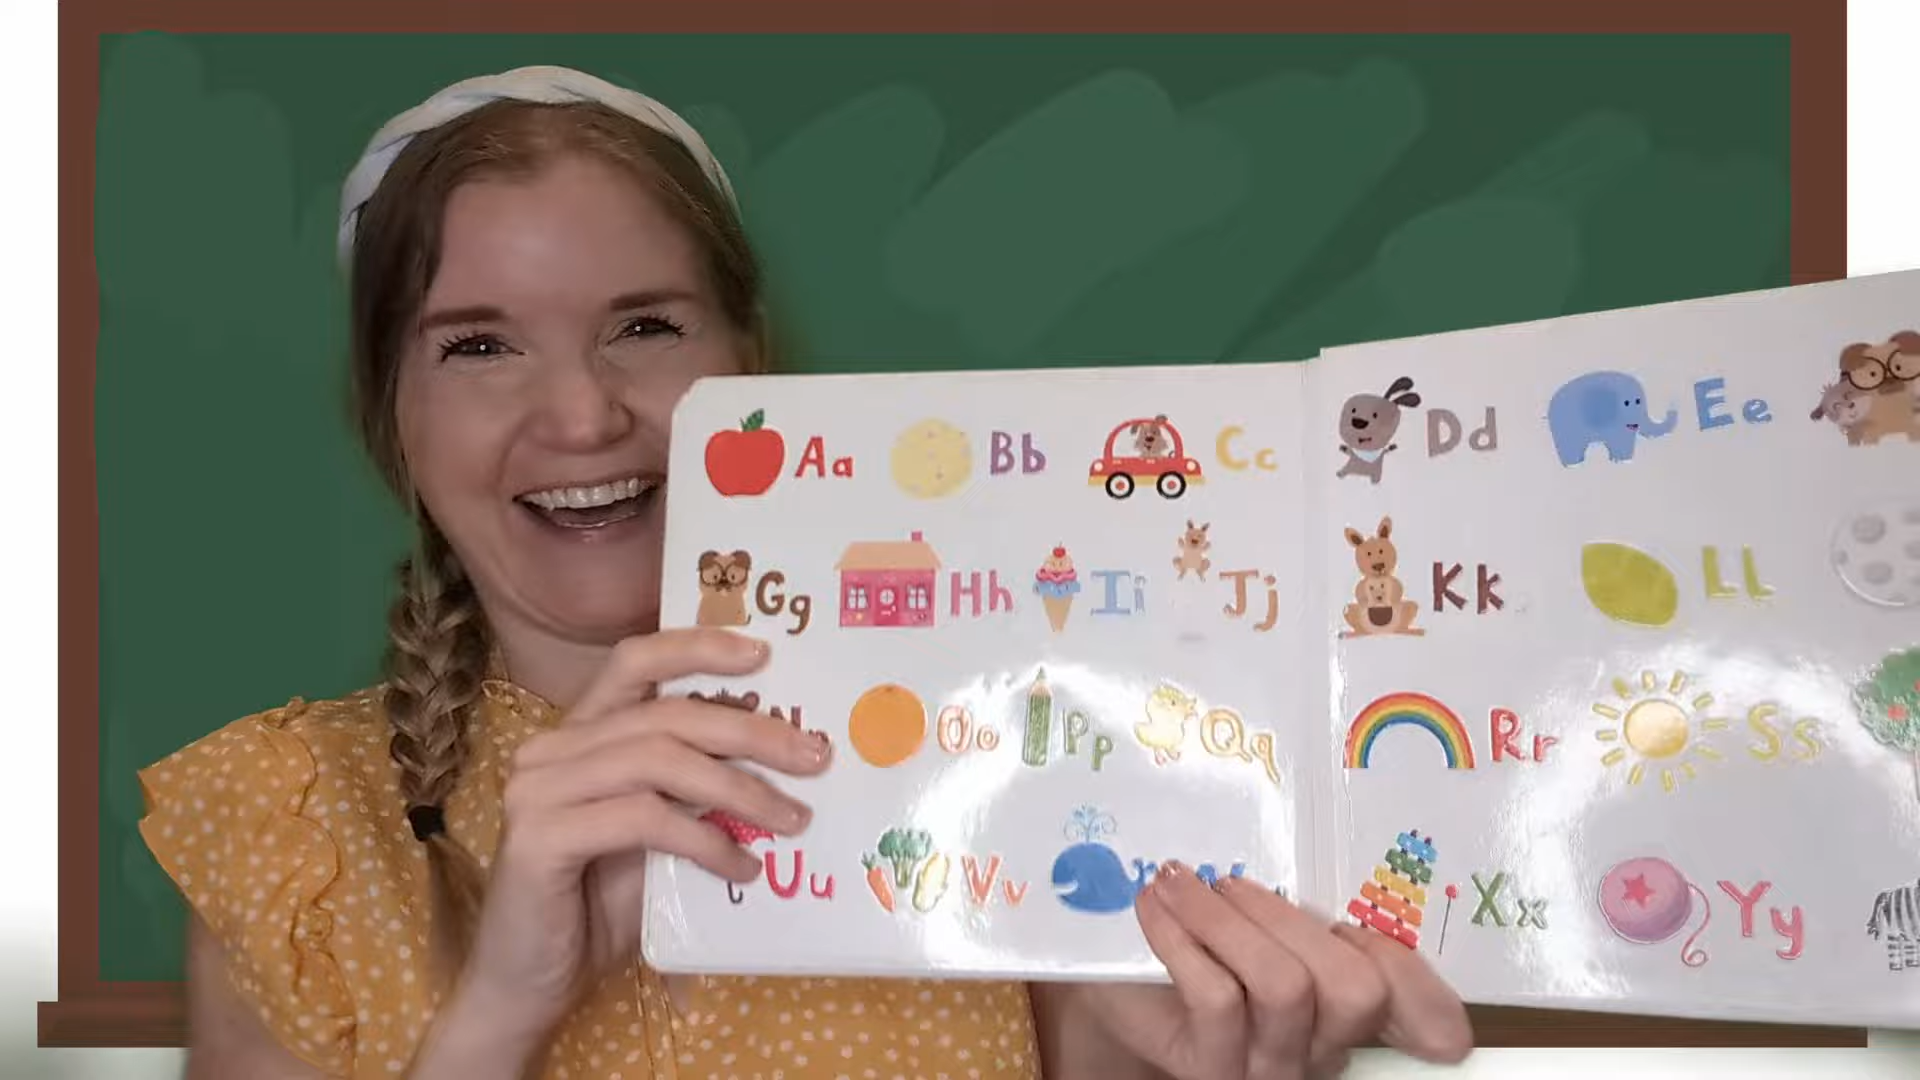 Aa Bb Cc Dd Ee
Gg Hh Ii Jj Kk LL
Oo Pp Qq Rr Ss
Uu Vv Xx Yy